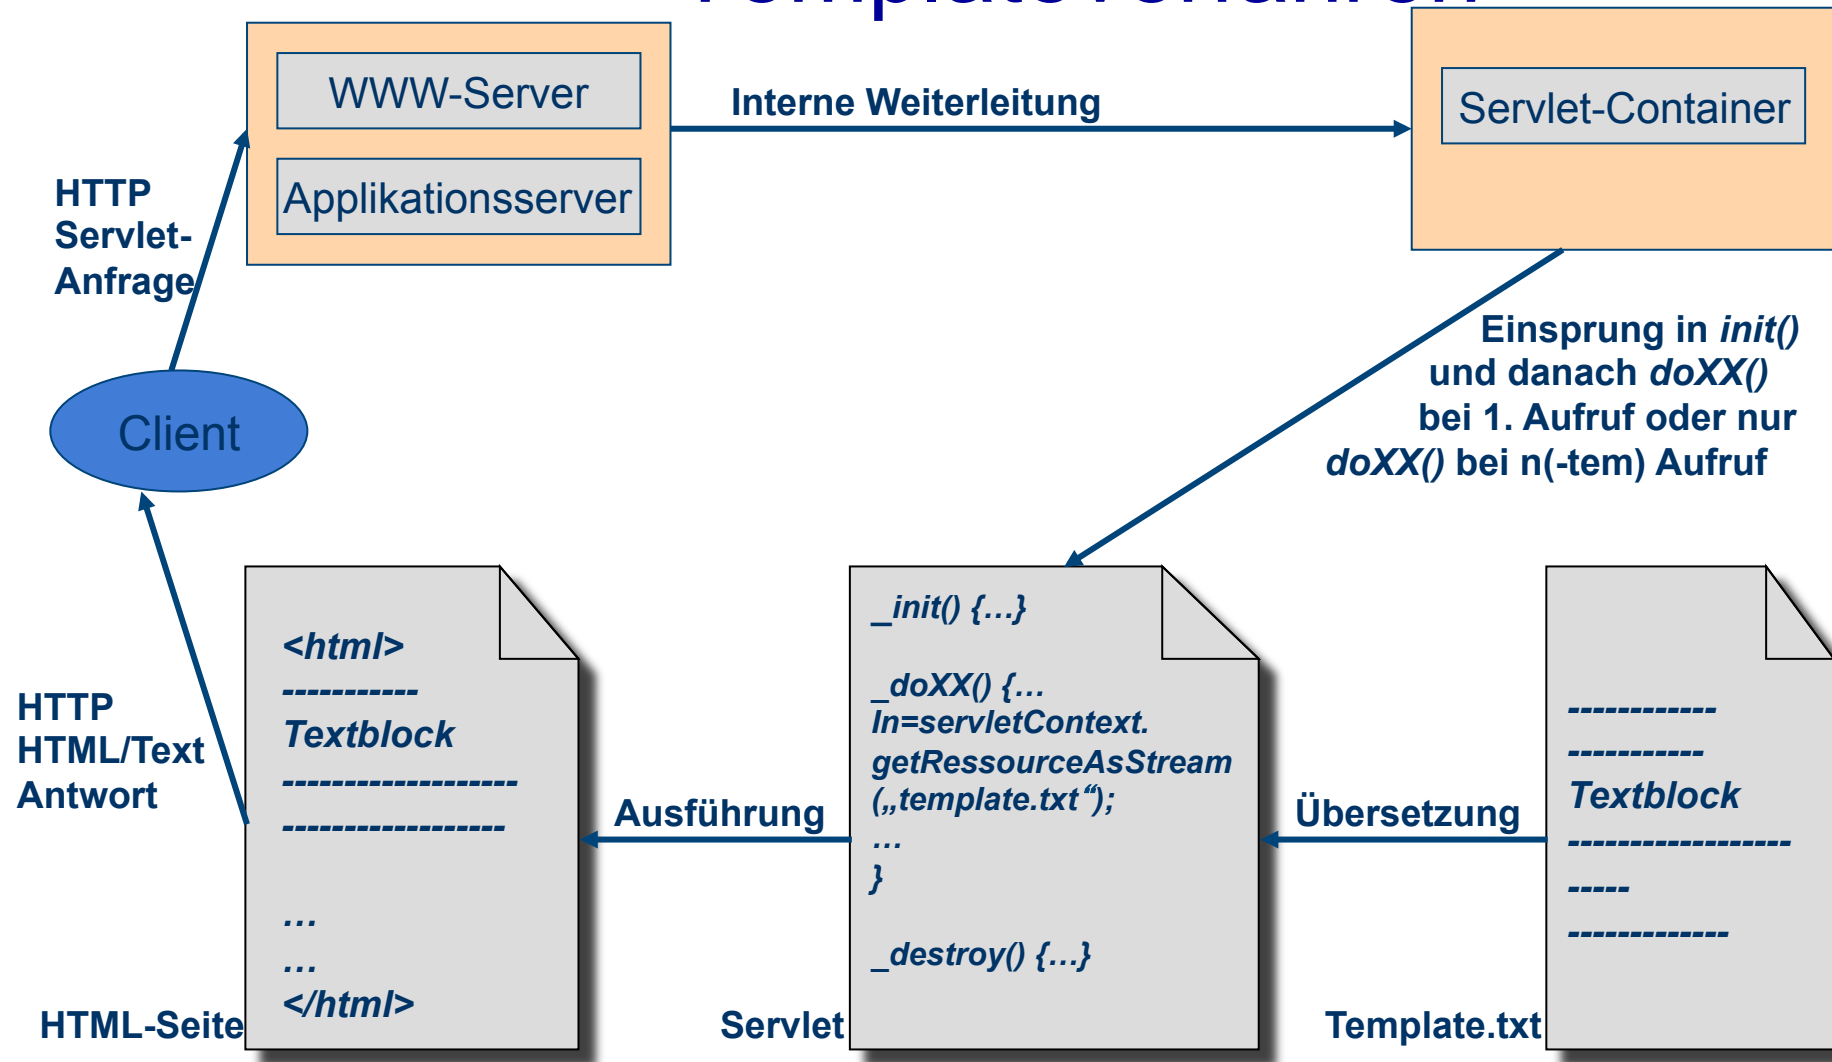 WWW-Server
Applikationsserver
Interne Weiterleitung
Servlet-Container
HTTP
Servlet-
Anfrage
Client
Einsprung in init()
und danach doXX()
bei 1. Aufruf oder nur
doXX() bei n(-tem) Aufruf
HTTP
HTML/Text
Antwort
<html>
-----------
Textblock
-------------------
------------------
…
…
</html>
HTML-Seite
Ausführung
_init() {…}
_doXX() {…
In=servletContext.
getRessourceAsStream
(„template.txt“);
…
}
_destroy() {…}
Servlet
Übersetzung
------------
-----------
Textblock
------------------
-----
-------------
Template.txt